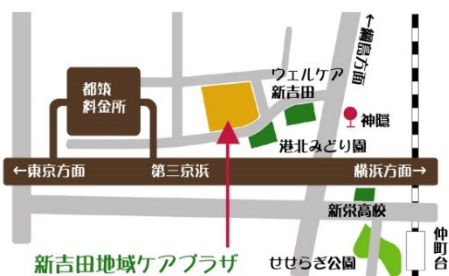 ←綱島方面
都筑
料金所
ウェルケア
新吉田
神隠
港北みどり園
←東京方面
第三京浜
横浜方面→
新栄高校
仲町台
新吉田地域ケアプラザ
せせらぎ公園